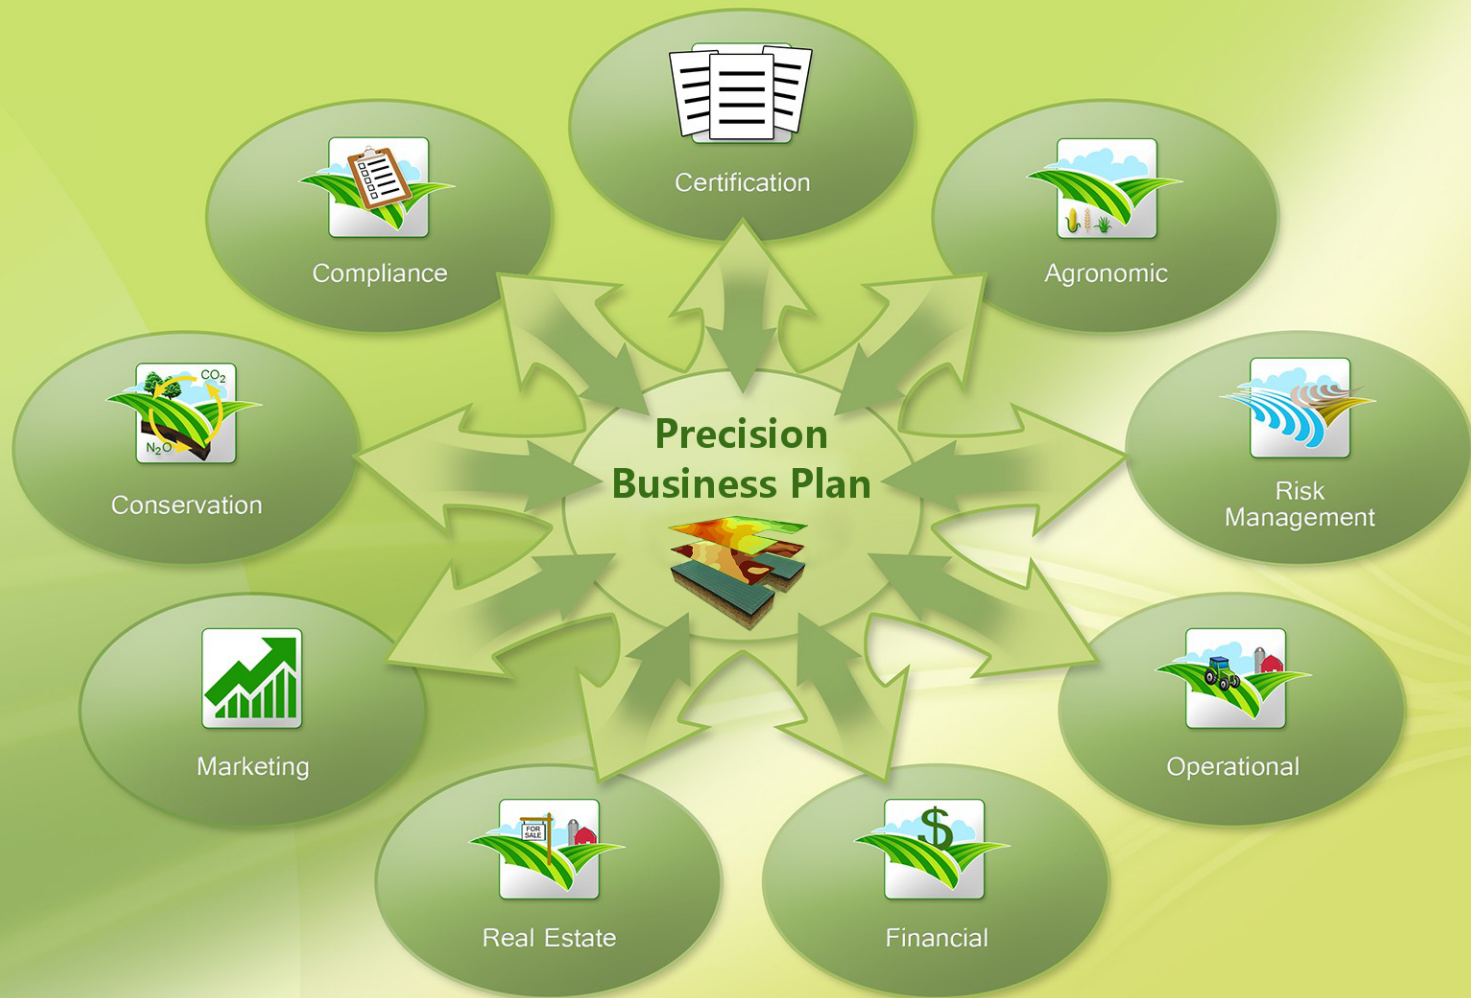 Certification
Compliance
Agronomic
CO₂
N₂O
Conservation
Precision
Business Plan
Risk
Management
Marketing
Operational
FOR
SALE
Real Estate
$
Financial